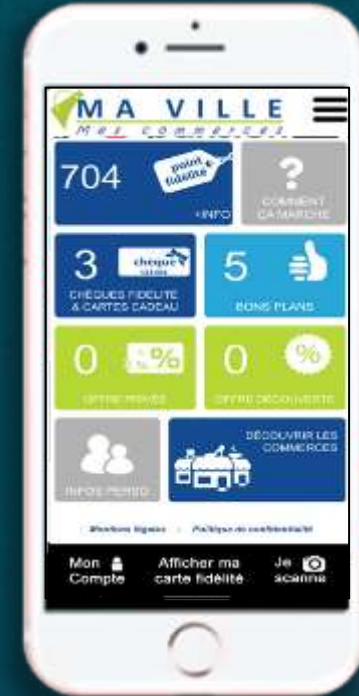 MA VILLE
Mes commerces
704
point
fidélité
+INFO
?
COMMENT
ÇA MARCHE
3
chèque
CHÈQUES FIDÉLITÉ
& CARTES CADEAU
5
BONS PLANS
0
%
OFFRE PRIVÉE
0
%
OFFRE DÉCOUVERTE
INFOS PERSO
DÉCOUVRIR LES
COMMERCES
Mentions légales - Politique de confidentialité
Mon
Compte
Afficher ma
carte fidélité
Je
scanne